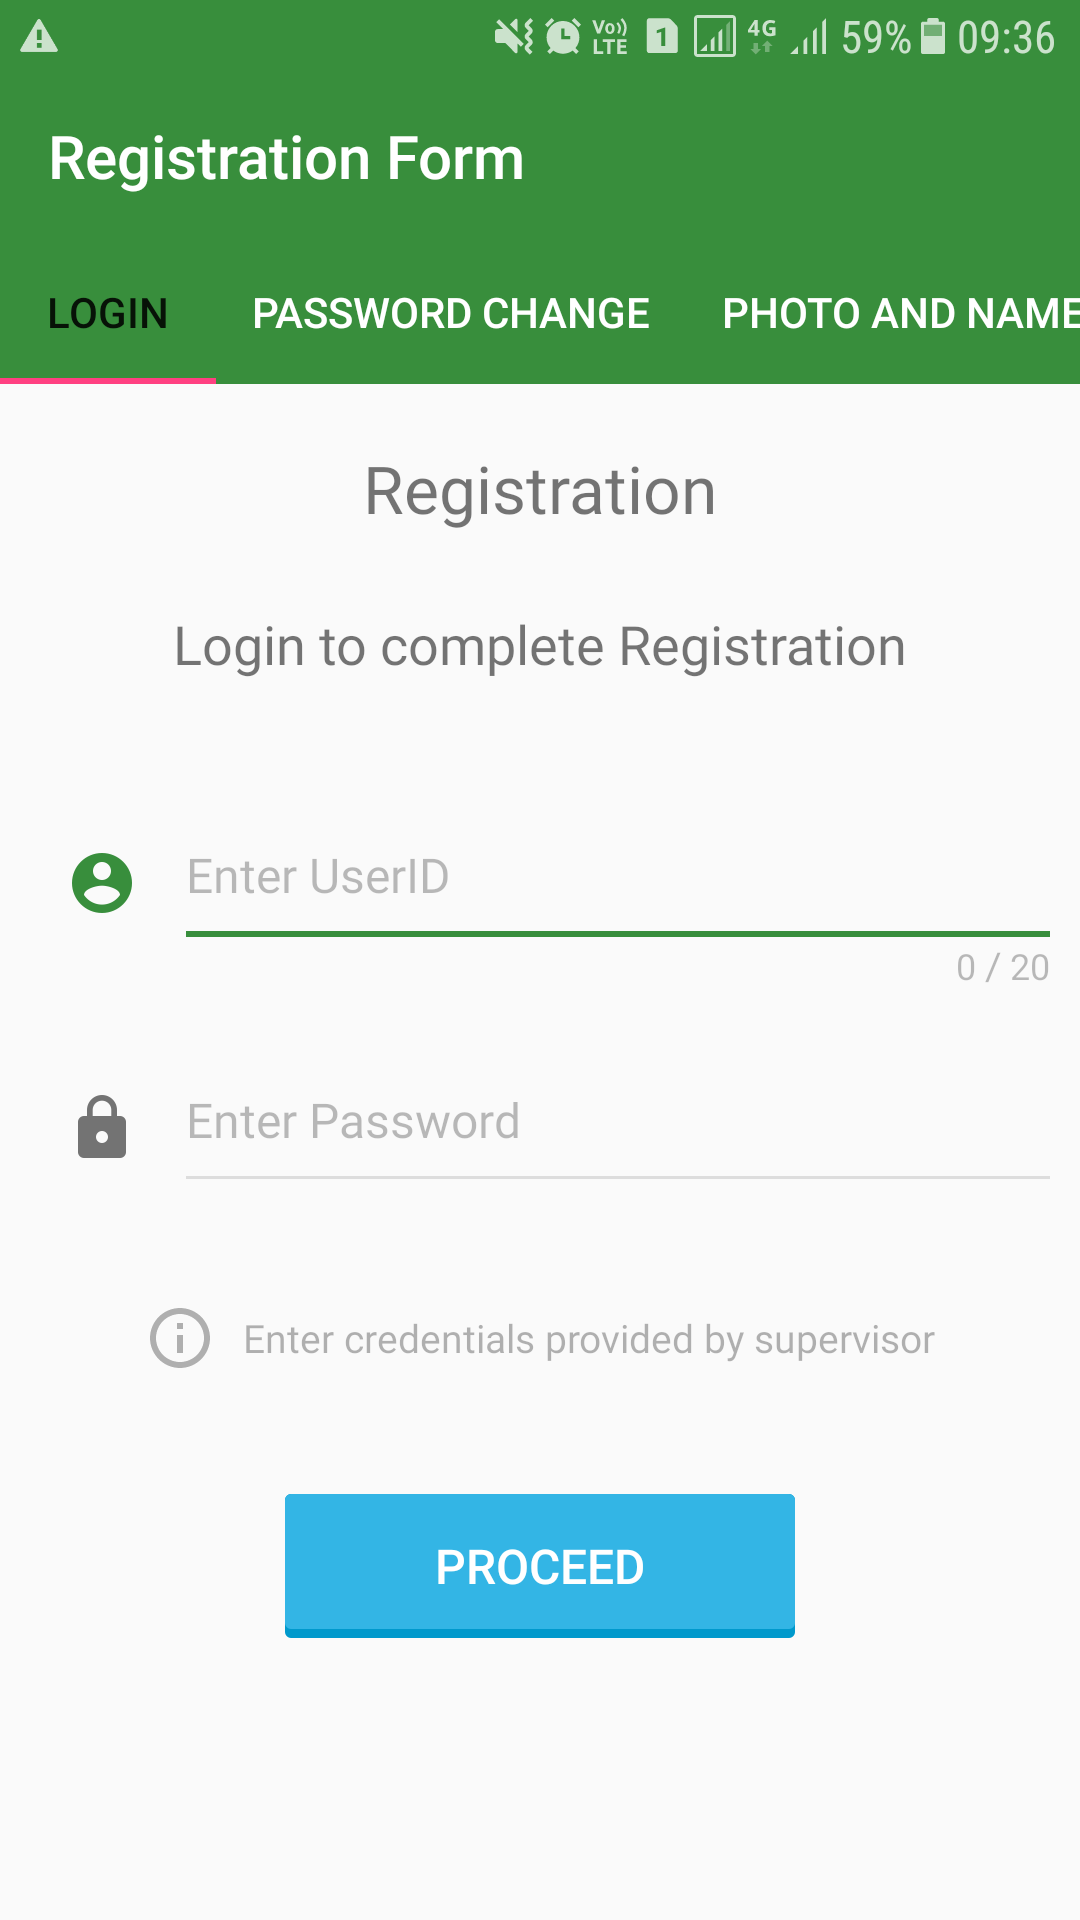 Vo)) LTE 1 4G 59% 09:36
Registration Form
LOGIN PASSWORD CHANGE PHOTO AND NAME
Registration
Login to complete Registration
Enter UserID
0 / 20
Enter Password
Enter credentials provided by supervisor
PROCEED